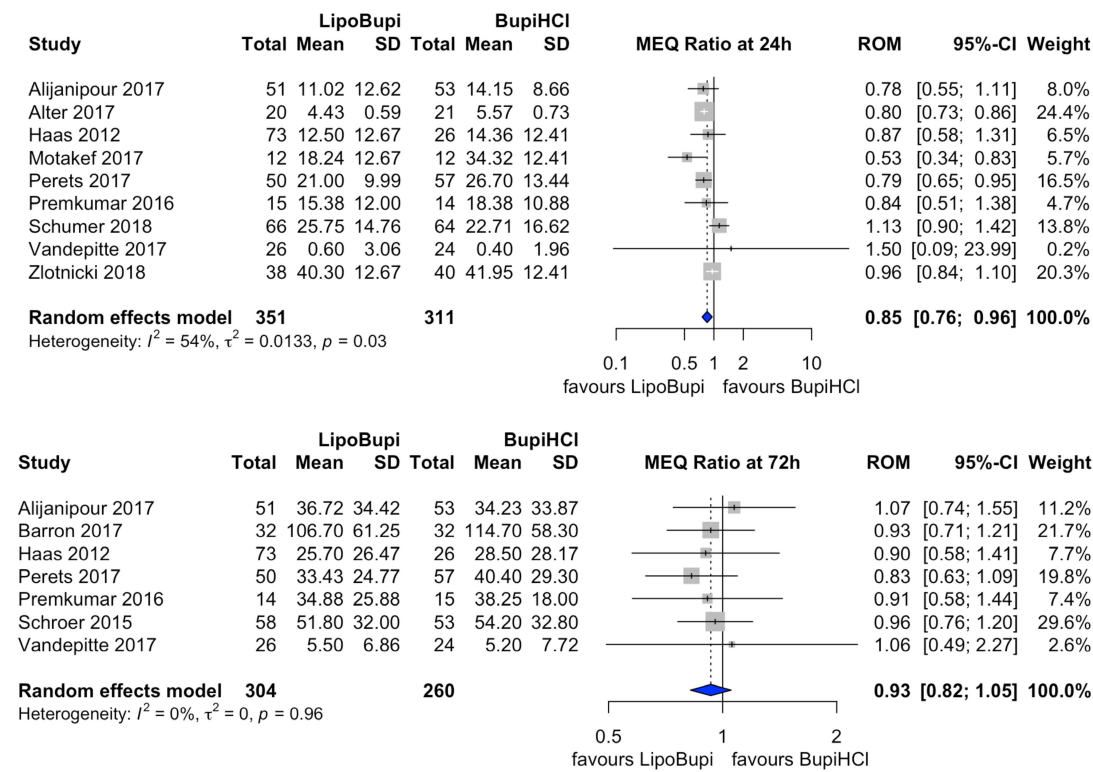 LipoBupi BupiHCl
Study Total Mean SD Total Mean SD MEQ Ratio at 24h ROM 95%-CI Weight
Alijanipour 2017 51 11.02 12.62 53 14.15 8.66 0.78 [0.55; 1.11] 8.0%
Alter 2017 20 4.43 0.59 21 5.57 0.73 0.80 [0.73; 0.86] 24.4%
Haas 2012 73 12.50 12.67 26 14.36 12.41 0.87 [0.58; 1.31] 6.5%
Motakef 2017 12 18.24 12.67 12 34.32 12.41 0.53 [0.34; 0.83] 5.7%
Perets 2017 50 21.00 9.99 57 26.70 13.44 0.79 [0.65; 0.95] 16.5%
Premkumar 2016 15 15.38 12.00 14 18.38 10.88 0.84 [0.51; 1.38] 4.7%
Schumer 2018 66 25.75 14.76 64 22.71 16.62 1.13 [0.90; 1.42] 13.8%
Vandepitte 2017 26 0.60 3.06 24 0.40 1.96 1.50 [0.09; 23.99] 0.2%
Zlotnicki 2018 38 40.30 12.67 40 41.95 12.41 0.96 [0.84; 1.10] 20.3%
Random effects model 351 311 0.85 [0.76; 0.96] 100.0%
Heterogeneity: I² = 54%, τ² = 0.0133, p = 0.03
0.1 0.5 1 2 10
favours LipoBupi favours BupiHCl
LipoBupi BupiHCl
Study Total Mean SD Total Mean SD MEQ Ratio at 72h ROM 95%-CI Weight
Alijanipour 2017 51 36.72 34.42 53 34.23 33.87 1.07 [0.74; 1.55] 11.2%
Barron 2017 32 106.70 61.25 32 114.70 58.30 0.93 [0.71; 1.21] 21.7%
Haas 2012 73 25.70 26.47 26 28.50 28.17 0.90 [0.58; 1.41] 7.7%
Perets 2017 50 33.43 24.77 57 40.40 29.30 0.83 [0.63; 1.09] 19.8%
Premkumar 2016 14 34.88 25.88 15 38.25 18.00 0.91 [0.58; 1.44] 7.4%
Schroer 2015 58 51.80 32.00 53 54.20 32.80 0.96 [0.76; 1.20] 29.6%
Vandepitte 2017 26 5.50 6.86 24 5.20 7.72 1.06 [0.49; 2.27] 2.6%
Random effects model 304 260 0.93 [0.82; 1.05] 100.0%
Heterogeneity: I² = 0%, τ² = 0, p = 0.96
0.5 1 2
favours LipoBupi favours BupiHCl